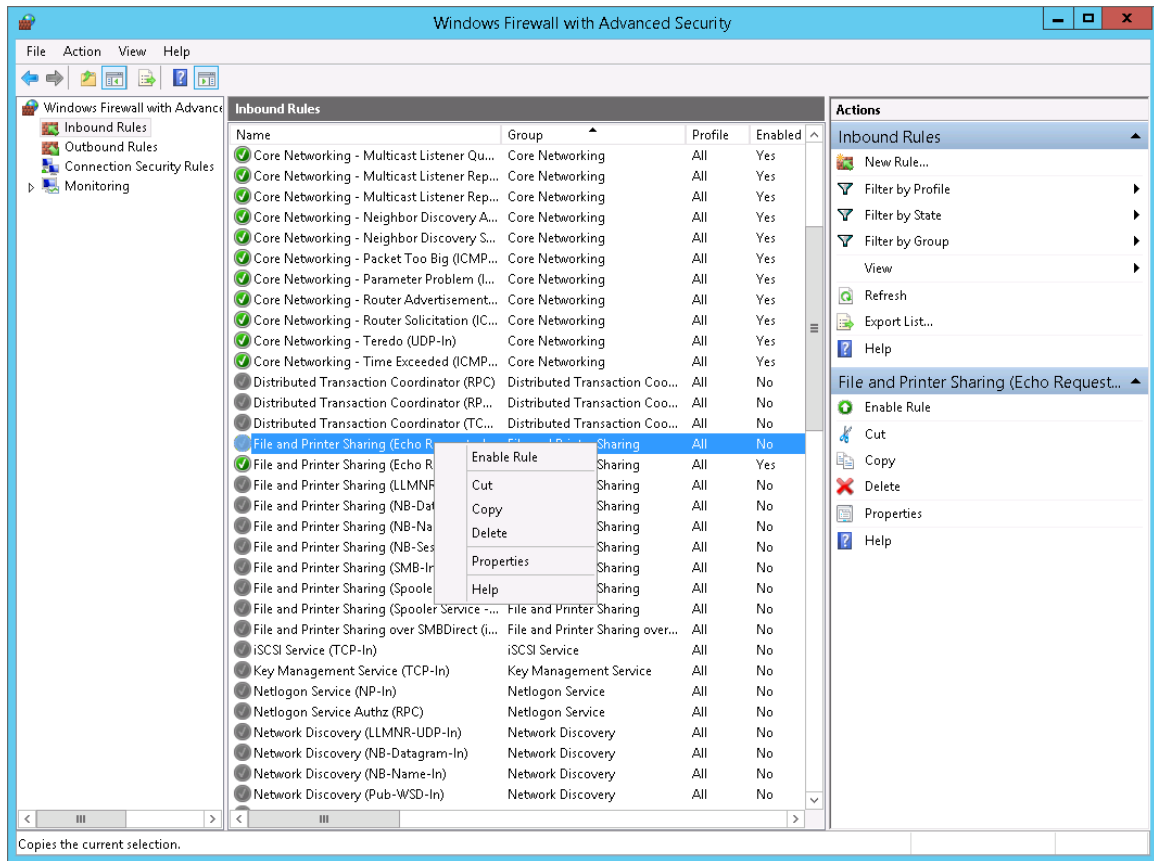 Windows Firewall with Advanced Security
File Action View Help
Windows Firewall with Advance
Inbound Rules
Outbound Rules
Connection Security Rules
Monitoring
Inbound Rules
Name Group Profile Enabled
Core Networking - Multicast Listener Qu... Core Networking All Yes
Core Networking - Multicast Listener Rep... Core Networking All Yes
Core Networking - Multicast Listener Rep... Core Networking All Yes
Core Networking - Neighbor Discovery A... Core Networking All Yes
Core Networking - Neighbor Discovery S... Core Networking All Yes
Core Networking - Packet Too Big (ICMP... Core Networking All Yes
Core Networking - Parameter Problem (I... Core Networking All Yes
Core Networking - Router Advertisement... Core Networking All Yes
Core Networking - Router Solicitation (IC... Core Networking All Yes
Core Networking - Teredo (UDP-In) Core Networking All Yes
Core Networking - Time Exceeded (ICMP... Core Networking All Yes
Distributed Transaction Coordinator (RPC) Distributed Transaction Coo... All No
Distributed Transaction Coordinator (RP... Distributed Transaction Coo... All No
Distributed Transaction Coordinator (TC... Distributed Transaction Coo... All No
File and Printer Sharing (Echo Sharing All No
File and Printer Sharing (Echo R Sharing All Yes
File and Printer Sharing (LLMNR Sharing All No
File and Printer Sharing (NB-Dat Sharing All No
File and Printer Sharing (NB-Na Sharing All No
File and Printer Sharing (NB-Ses Sharing All No
File and Printer Sharing (SMB-In Sharing All No
File and Printer Sharing (Spoole Sharing All No
File and Printer Sharing (Spooler Service -... File and Printer Sharing All No
File and Printer Sharing over SMBDirect (i... File and Printer Sharing over... All No
iSCSI Service (TCP-In) iSCSI Service All No
Key Management Service (TCP-In) Key Management Service All No
Netlogon Service (NP-In) Netlogon Service All No
Netlogon Service Authz (RPC) Netlogon Service All No
Network Discovery (LLMNR-UDP-In) Network Discovery All No
Network Discovery (NB-Datagram-In) Network Discovery All No
Network Discovery (NB-Name-In) Network Discovery All No
Network Discovery (Pub-WSD-In) Network Discovery All No
Enable Rule
Cut
Copy
Delete
Properties
Help
Actions
Inbound Rules
New Rule...
Filter by Profile
Filter by State
Filter by Group
View
Refresh
Export List...
Help
File and Printer Sharing (Echo Request...
Enable Rule
Cut
Copy
Delete
Properties
Help
Copies the current selection.